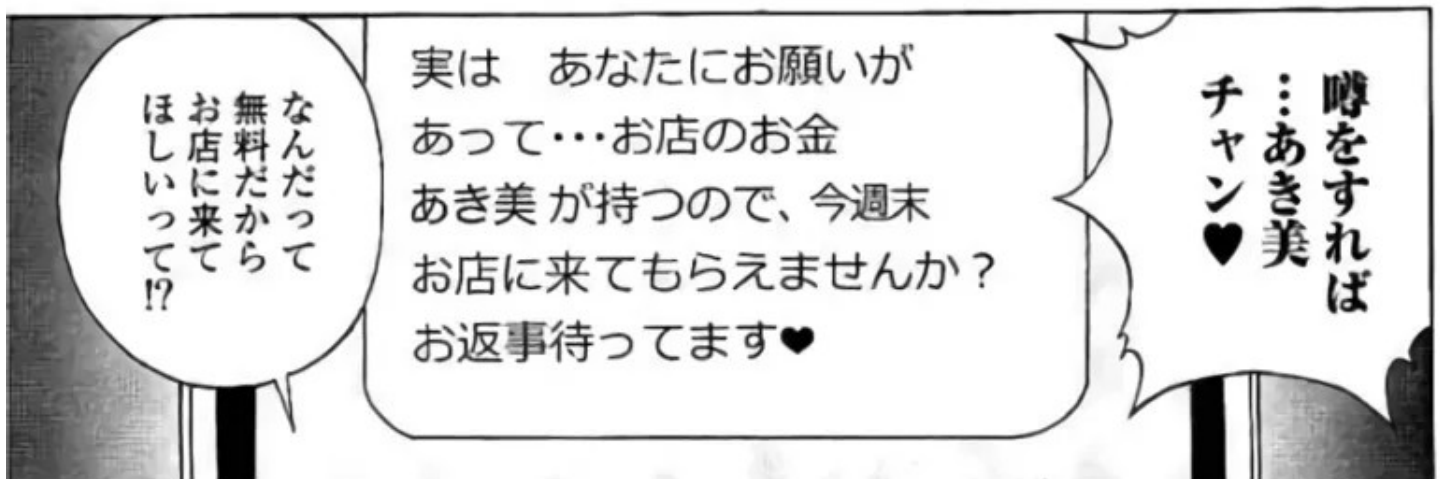 噂をすれば
…あき美
チャン♥
実は　あなたにお願いが
あって…お店のお金
あき美 が持つので、今週末
お店に来てもらえませんか？
お返事待ってます♥
なんだって
無料だから
お店に来て
ほしいって!?